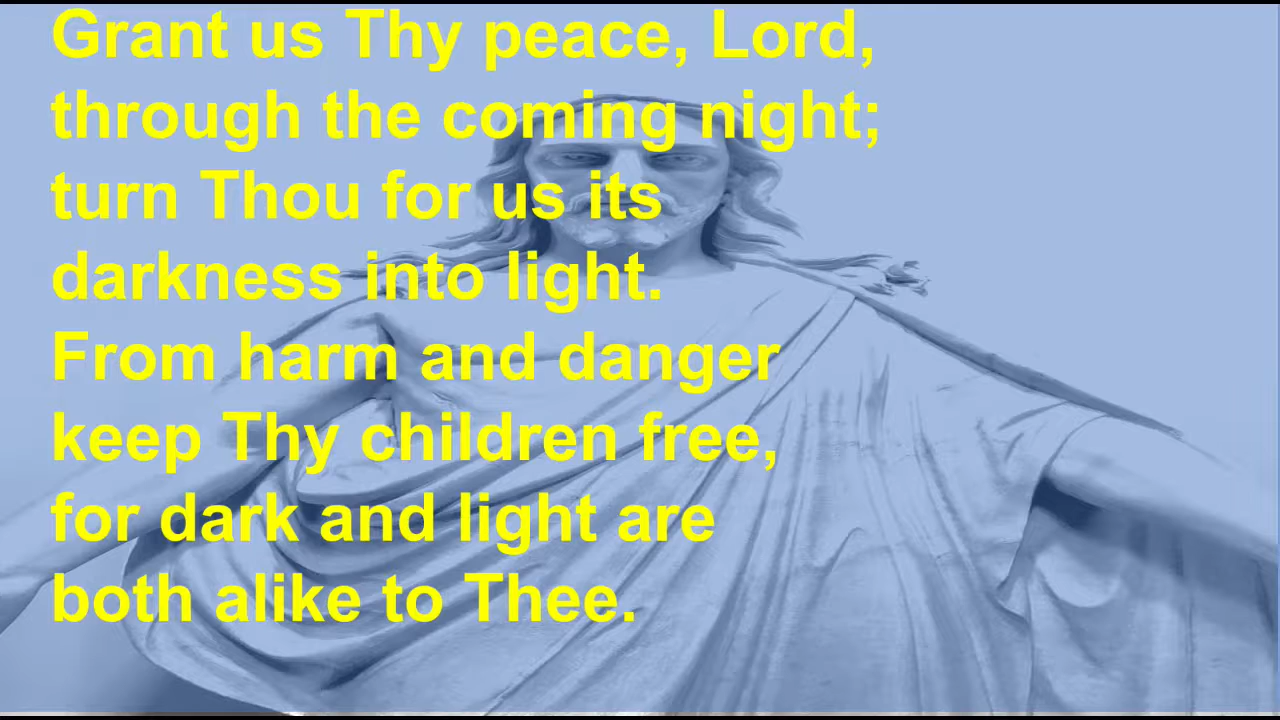 Grant us Thy peace, Lord,
through the coming night;
turn Thou for us its
darkness into light.
From harm and danger
keep Thy children free,
for dark and light are
both alike to Thee.